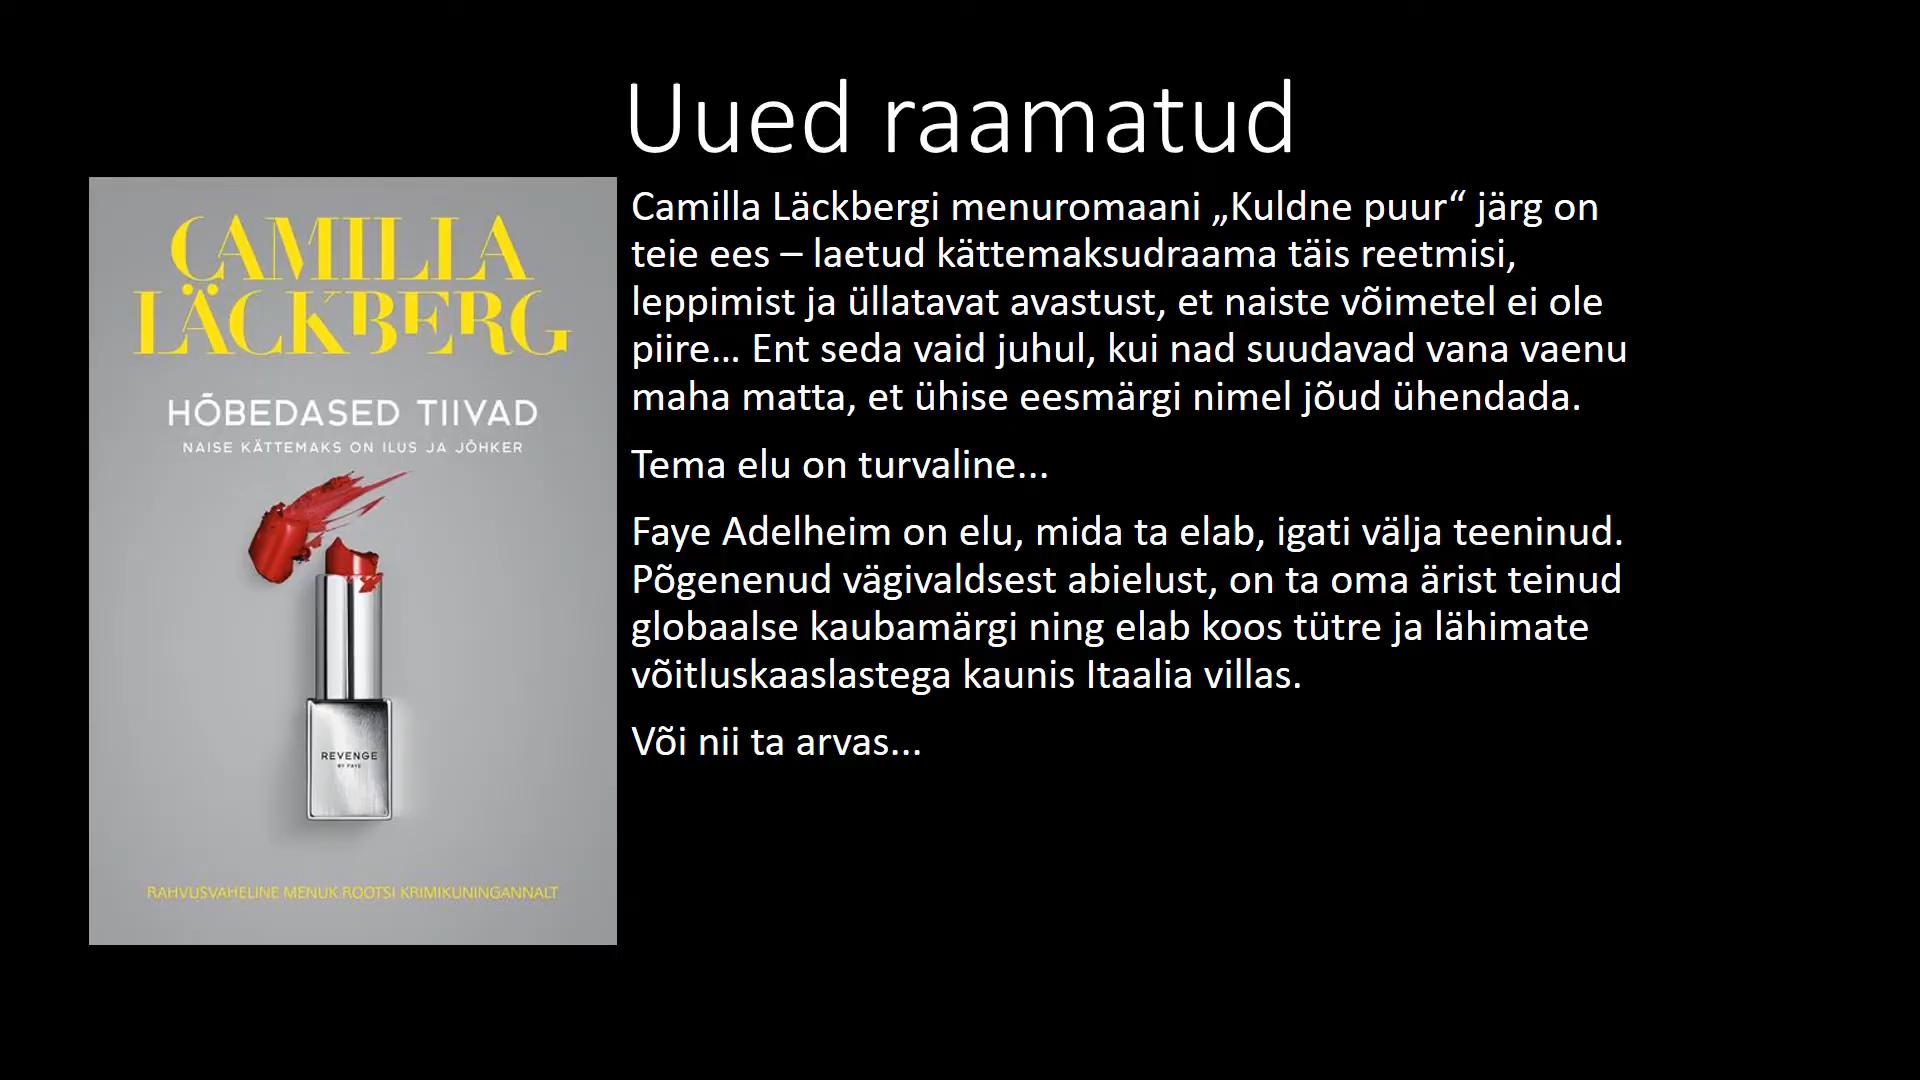 Uued raamatud
CAMILLA
LÄCKBERG
HÕBEDASED TIIVAD
NAISE KÄTTEMAKS ON ILUS JA JÕHKER
REVENGE
BY FAYE
RAHVUSVAHELINE MENUK ROOTSI KRIMIKUNINGANNALT
Camilla Läckbergi menuromaani „Kuldne puur“ järg on
teie ees – laetud kättemaksudraama täis reetmisi,
leppimist ja üllatavat avastust, et naiste võimetel ei ole
piire... Ent seda vaid juhul, kui nad suudavad vana vaenu
maha matta, et ühise eesmärgi nimel jõud ühendada.
Tema elu on turvaline...
Faye Adelheim on elu, mida ta elab, igati välja teeninud.
Põgenenud vägivaldsest abielust, on ta oma ärist teinud
globaalse kaubamärgi ning elab koos tütre ja lähimate
võitluskaaslastega kaunis Itaalia villas.
Või nii ta arvas...